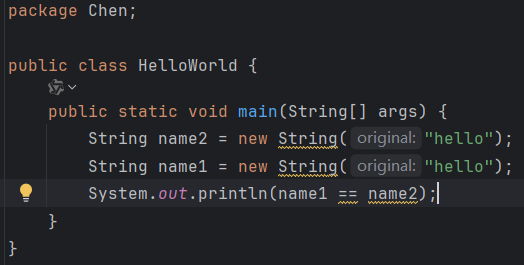 package Chen;
public class HelloWorld {
public static void main(String[] args) {
String name2 = new String( original: "hello");
String name1 = new String( original: "hello");
System.out.println(name1 == name2);
}
}